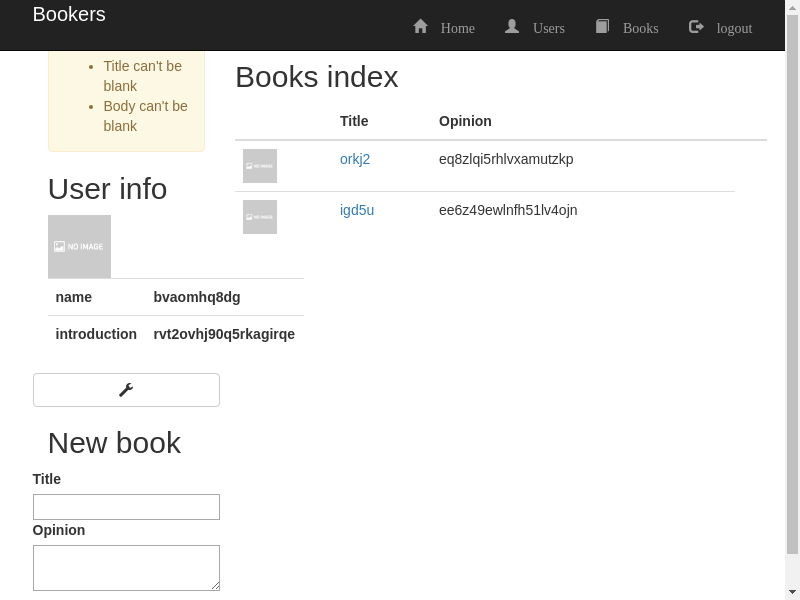 Bookers
Home
Users
Books
logout
Title can't be
blank
Body can't be
blank
User info
NO IMAGE
name bvaomhq8dg
introduction rvt2ovhj90q5rkagirqe
New book
Title
Opinion
Books index
Title Opinion
NO IMAGE orkj2 eq8zlqi5rhlvxamutzkp
NO IMAGE igd5u ee6z49ewlnfh51lv4ojn